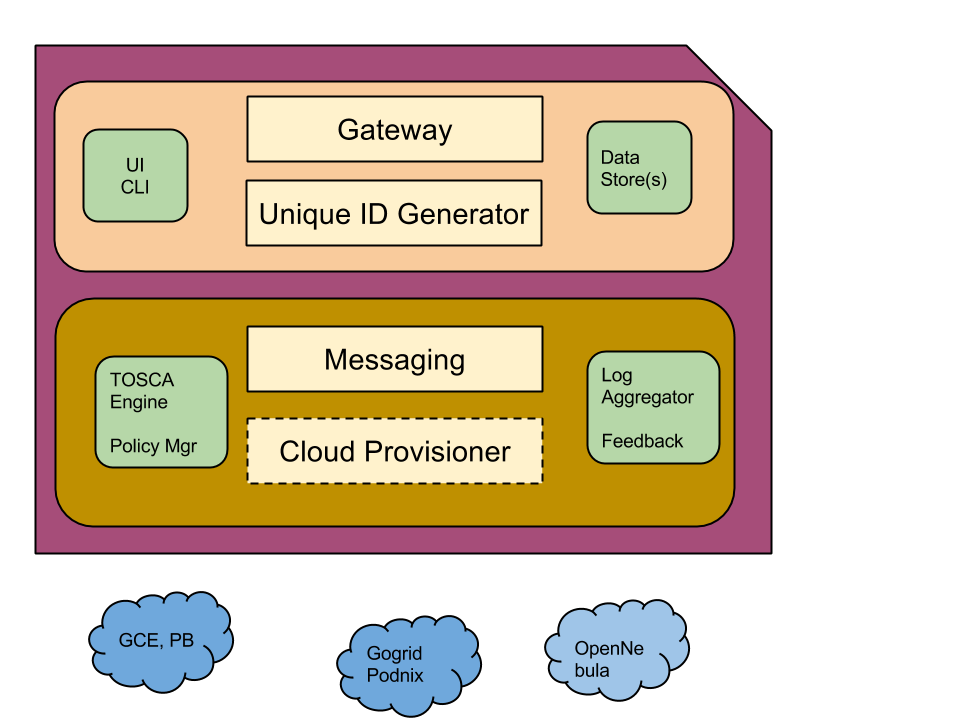 Gateway
UI
CLI
Data
Store(s)
Unique ID Generator
Messaging
TOSCA
Engine
Policy Mgr
Log
Aggregator
Feedback
Cloud Provisioner
GCE, PB
Gogrid
Podnix
OpenNe
bula